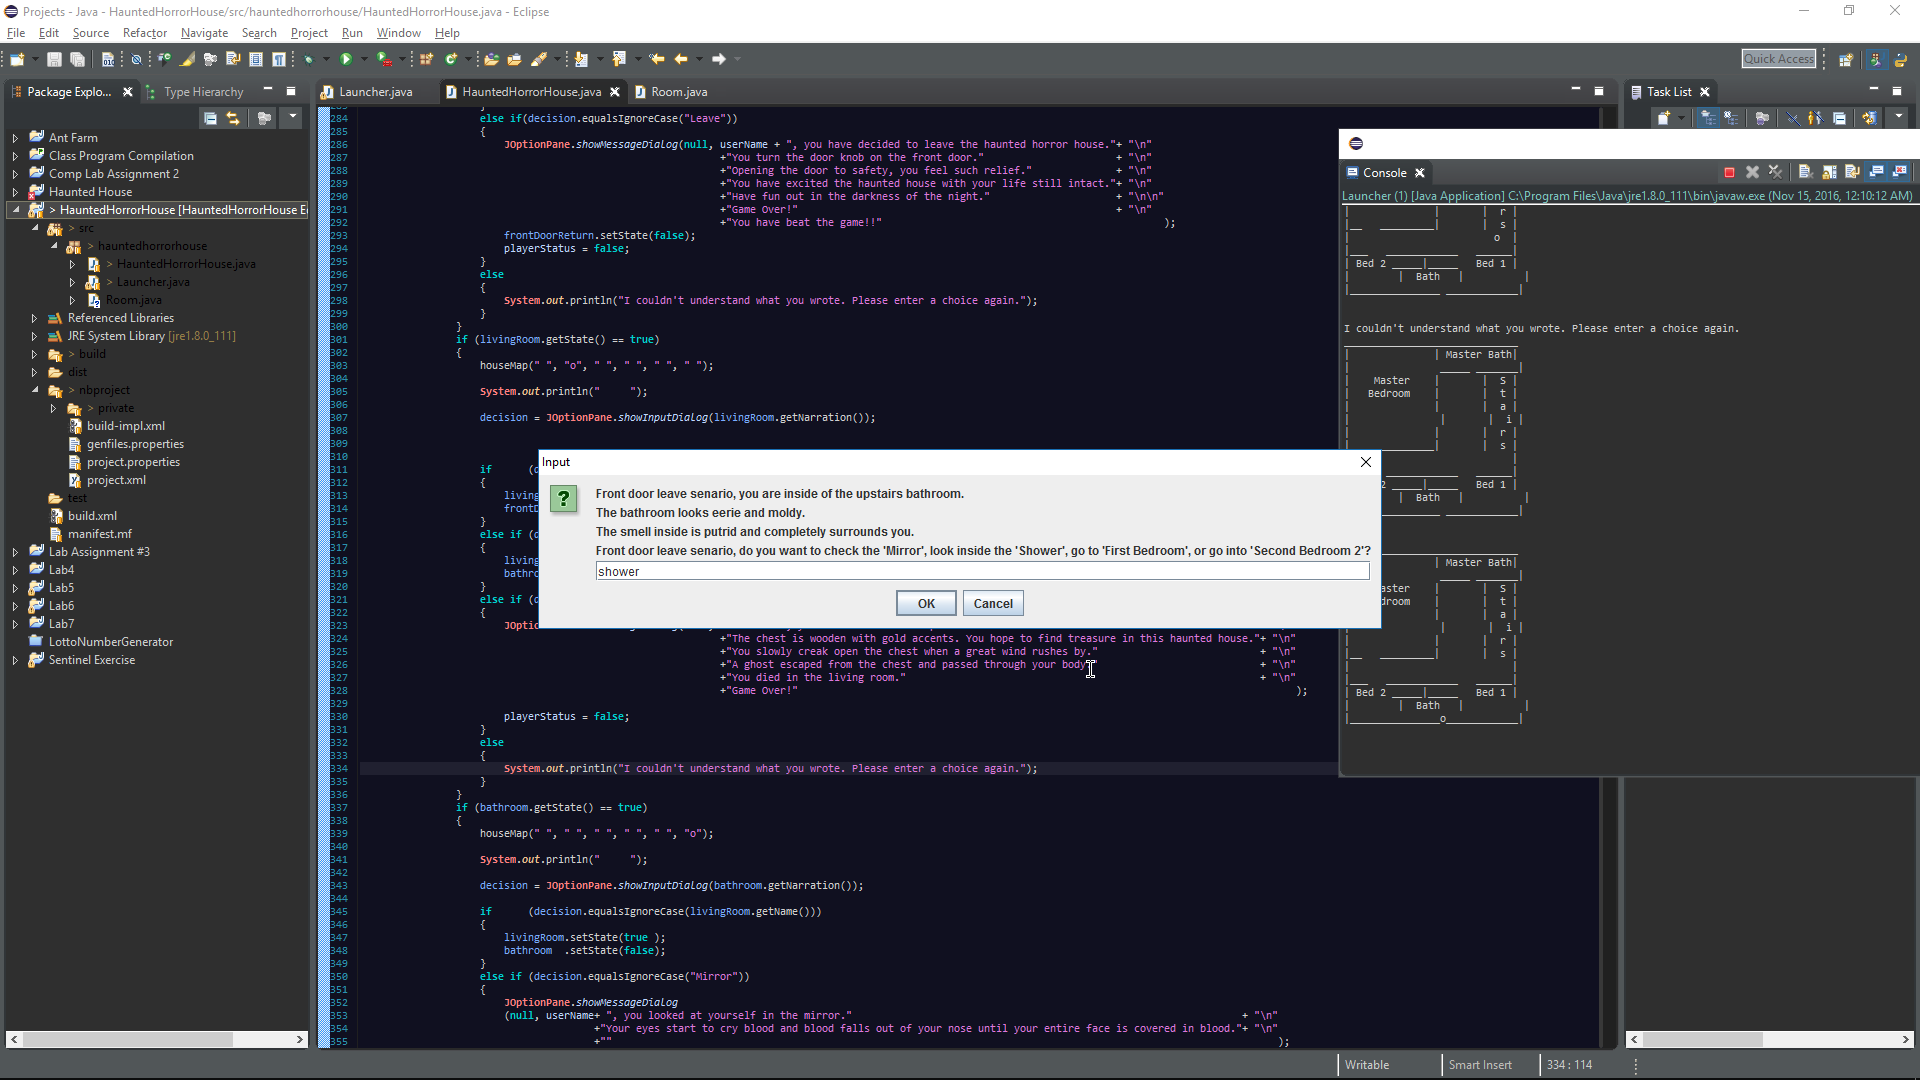 Projects - Java - HauntedHorrorHouse/src/hauntedhorrorhouse/HauntedHorrorHouse.java - Eclipse
File Edit Source Refactor Navigate Search Project Run Window Help
Quick Access
Package Explo...
Type Hierarchy
Launcher.java
HauntedHorrorHouse.java
Room.java
Task List
Ant Farm
Class Program Compilation
Comp Lab Assignment 2
Haunted House
> HauntedHorrorHouse [HauntedHorrorHouse E
> src
> hauntedhorrorhouse
> HauntedHorrorHouse.java
> Launcher.java
Room.java
Referenced Libraries
JRE System Library [jre1.8.0_111]
> build
dist
> nbproject
> private
build-impl.xml
genfiles.properties
project.properties
project.xml
test
build.xml
manifest.mf
Lab Assignment #3
Lab4
Lab5
Lab6
Lab7
LottoNumberGenerator
Sentinel Exercise
284 else if(decision.equalsIgnoreCase("Leave"))
285 {
286 JOptionPane.showMessageDialog(null, userName + ", you have decided to leave the haunted horror house."+ "\n"
287 +"You turn the door knob on the front door." + "\n"
288 +"Opening the door to safety, you feel such relief." + "\n"
289 +"You have excited the haunted house with your life still intact."+ "\n"
290 +"Have fun out in the darkness of the night." + "\n\n"
291 +"Game Over!" + "\n"
292 +"You have beat the game!!" );
293 frontDoorReturn.setState(false);
294 playerStatus = false;
295 }
296 else
297 {
298 System.out.println("I couldn't understand what you wrote. Please enter a choice again.");
299 }
300 }
301 if (livingRoom.getState() == true)
302 {
303 houseMap(" ", "o", " ", " ", " ", " ");
304
305 System.out.println("     ");
306
307 decision = JOptionPane.showInputDialog(livingRoom.getNarration());
308
309
310
311 if (d
312 {
313 living
314 frontD
315 }
316 else if (d
317 {
318 living
319 bathro
320 }
321 else if (d
322 {
323 JOptio
324 +"The chest is wooden with gold accents. You hope to find treasure in this haunted house."+ "\n"
325 +"You slowly creak open the chest when a great wind rushes by." + "\n"
326 +"A ghost escaped from the chest and passed through your body" + "\n"
327 +"You died in the living room." + "\n"
328 +"Game Over!" );
329
330 playerStatus = false;
331 }
332 else
333 {
334 System.out.println("I couldn't understand what you wrote. Please enter a choice again.");
335 }
336 }
337 if (bathroom.getState() == true)
338 {
339 houseMap(" ", " ", " ", " ", " ", "o");
340
341 System.out.println("     ");
342
343 decision = JOptionPane.showInputDialog(bathroom.getNarration());
344
345 if (decision.equalsIgnoreCase(livingRoom.getName()))
346 {
347 livingRoom.setState(true );
348 bathroom .setState(false);
349 }
350 else if (decision.equalsIgnoreCase("Mirror"))
351 {
352 JOptionPane.showMessageDialog
353 (null, userName+ ", you looked at yourself in the mirror." + "\n"
354 +"Your eyes start to cry blood and blood falls out of your nose until your entire face is covered in blood."+ "\n"
355 +"" );
Input
Front door leave senario, you are inside of the upstairs bathroom.
The bathroom looks eerie and moldy.
The smell inside is putrid and completely surrounds you.
Front door leave senario, do you want to check the 'Mirror', look inside the 'Shower', go to 'First Bedroom', or go into 'Second Bedroom 2'?
shower
OK Cancel
Console
Launcher (1) [Java Application] C:\Program Files\Java\jre1.8.0_111\bin\javaw.exe (Nov 15, 2016, 12:10:12 AM)
r
s
o
Bed 2 Bed 1
Bath
I couldn't understand what you wrote. Please enter a choice again.
Master Bath
S
Master t
Bedroom a
i
r
s
2 Bed 1
Bath
Master Bath
aster S
droom t
a
i
r
s
Bed 2 Bed 1
Bath
o
Writable Smart Insert 334 : 114